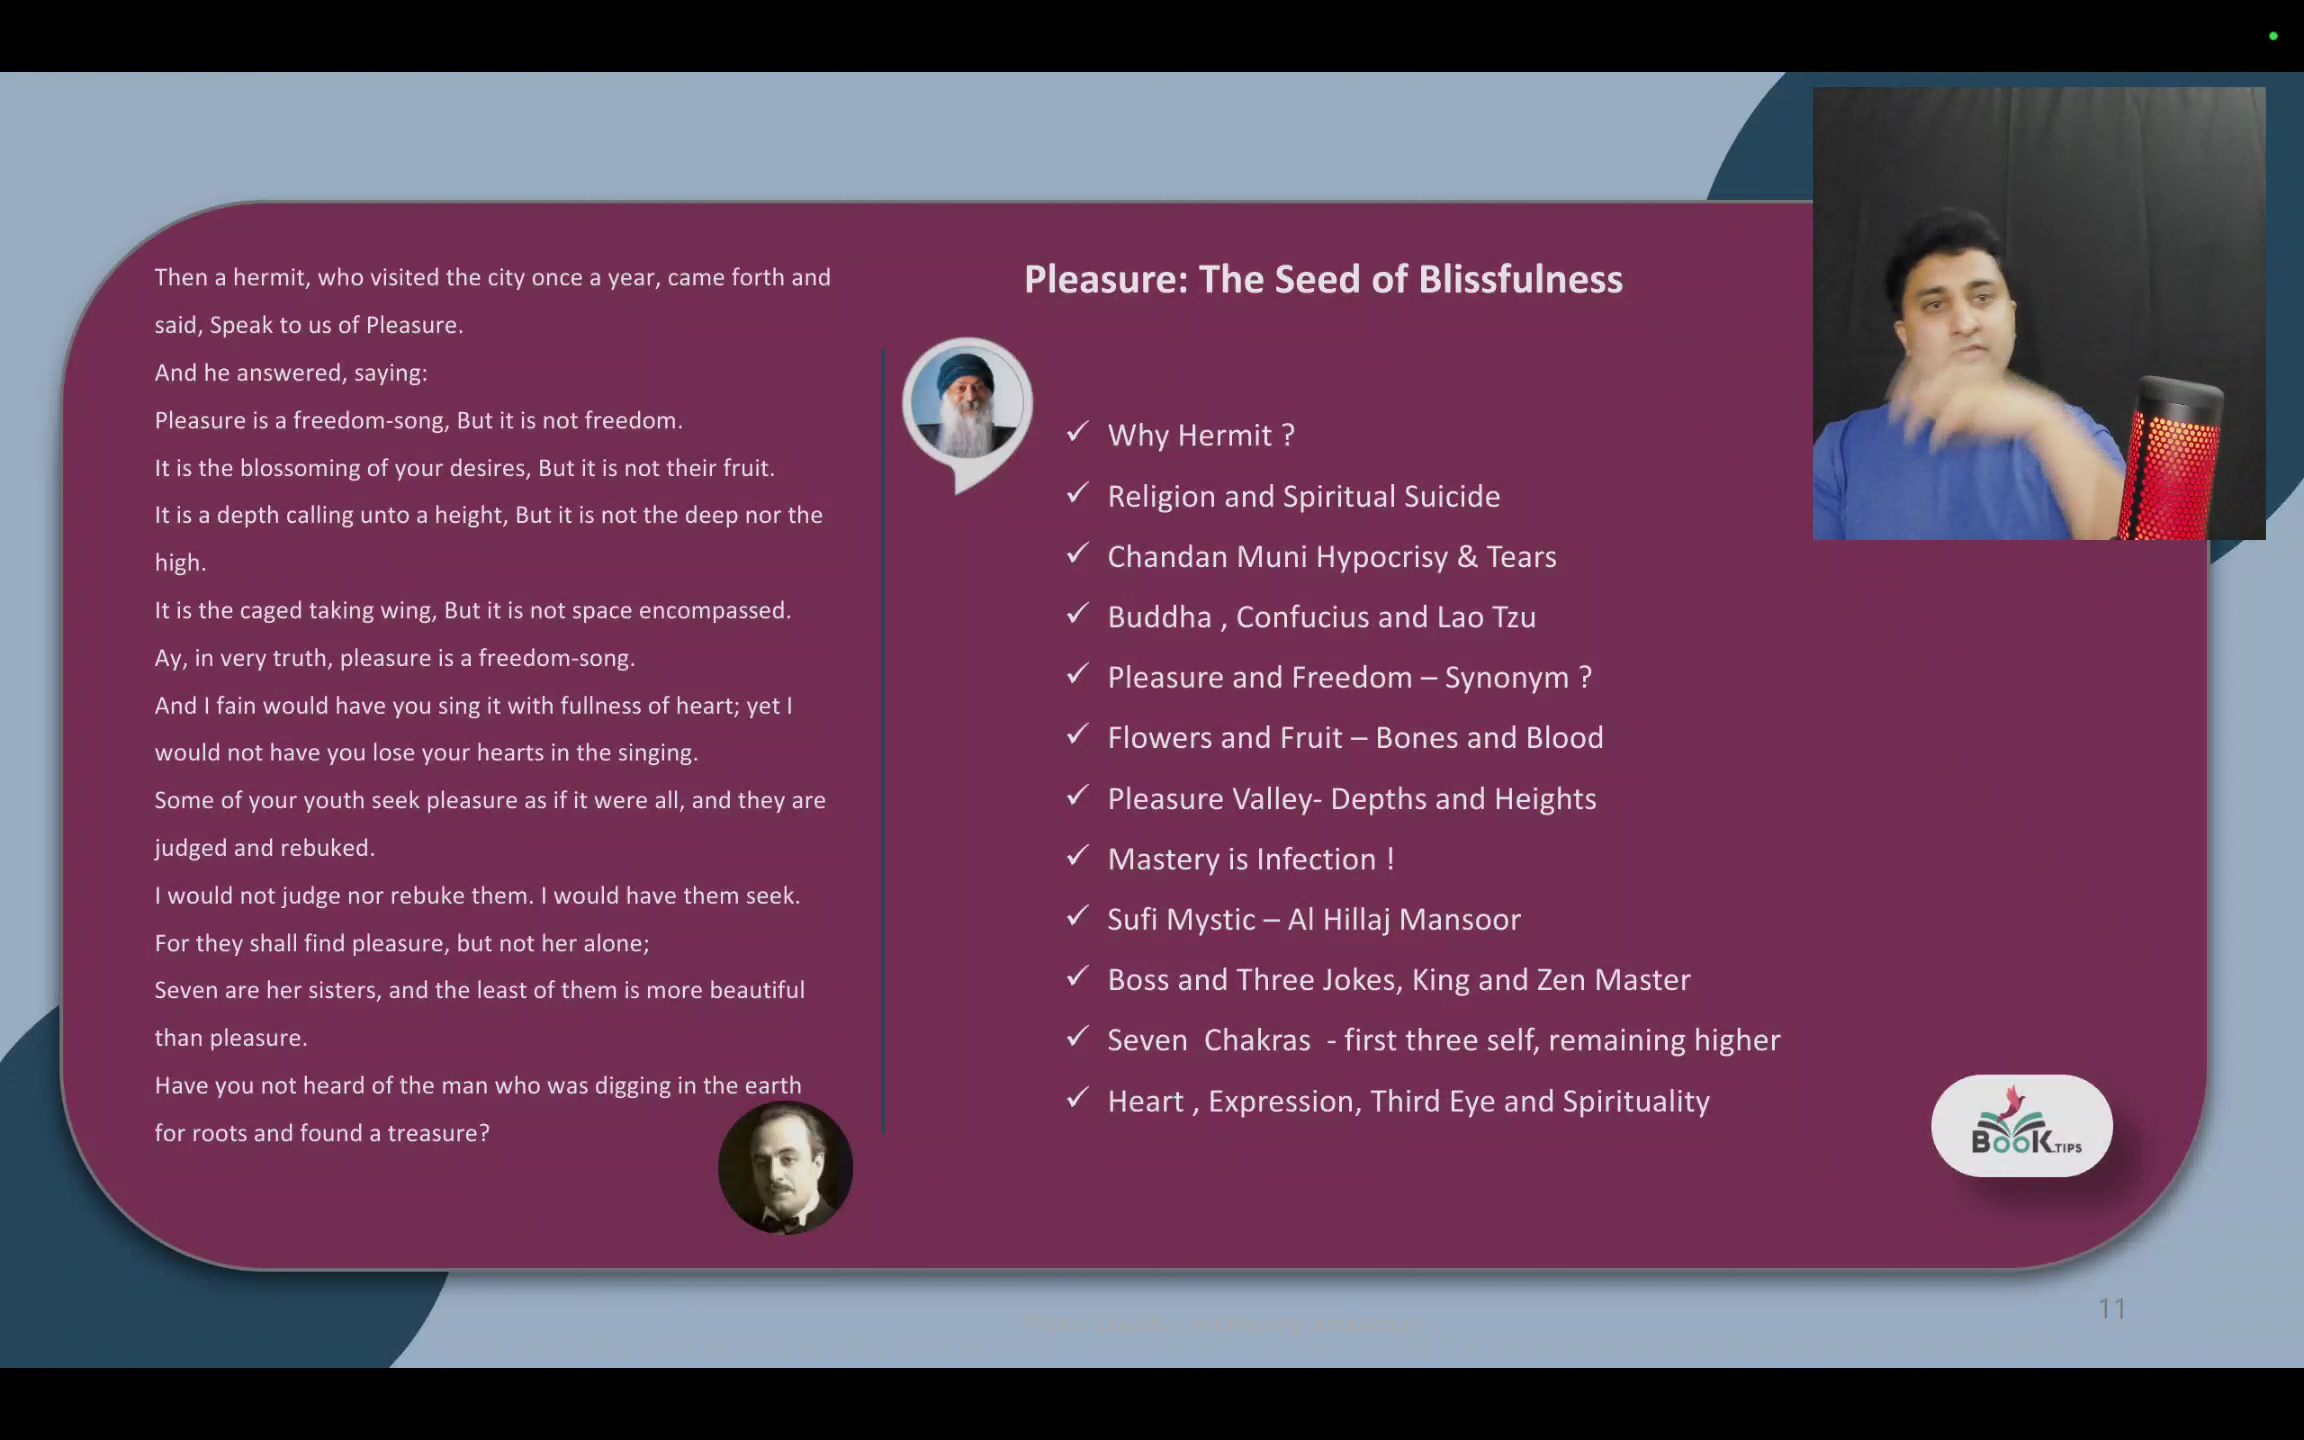 Then a hermit, who visited the city once a year, came forth and
said, Speak to us of Pleasure.
And he answered, saying:
Pleasure is a freedom-song, But it is not freedom.
It is the blossoming of your desires, But it is not their fruit.
It is a depth calling unto a height, But it is not the deep nor the
high.
It is the caged taking wing, But it is not space encompassed.
Ay, in very truth, pleasure is a freedom-song.
And I fain would have you sing it with fullness of heart; yet I
would not have you lose your hearts in the singing.
Some of your youth seek pleasure as if it were all, and they are
judged and rebuked.
I would not judge nor rebuke them. I would have them seek.
For they shall find pleasure, but not her alone;
Seven are her sisters, and the least of them is more beautiful
than pleasure.
Have you not heard of the man who was digging in the earth
for roots and found a treasure?
Pleasure: The Seed of Blissfulness
✓ Why Hermit ?
✓ Religion and Spiritual Suicide
✓ Chandan Muni Hypocrisy & Tears
✓ Buddha , Confucius and Lao Tzu
✓ Pleasure and Freedom – Synonym ?
✓ Flowers and Fruit – Bones and Blood
✓ Pleasure Valley- Depths and Heights
✓ Mastery is Infection !
✓ Sufi Mystic – Al Hillaj Mansoor
✓ Boss and Three Jokes, King and Zen Master
✓ Seven  Chakras  - first three self, remaining higher
✓ Heart , Expression, Third Eye and Spirituality
BooK.TIPS
11